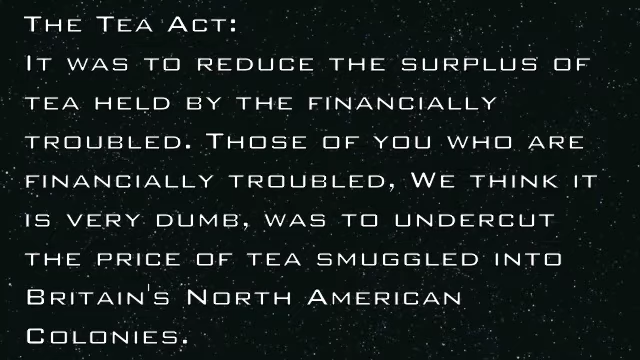 The Tea Act:
It was to reduce the surplus of
tea held by the financially
troubled. Those of you who are
financially troubled, We think it
is very dumb, was to undercut
the price of tea smuggled into
Britain's North American
Colonies.